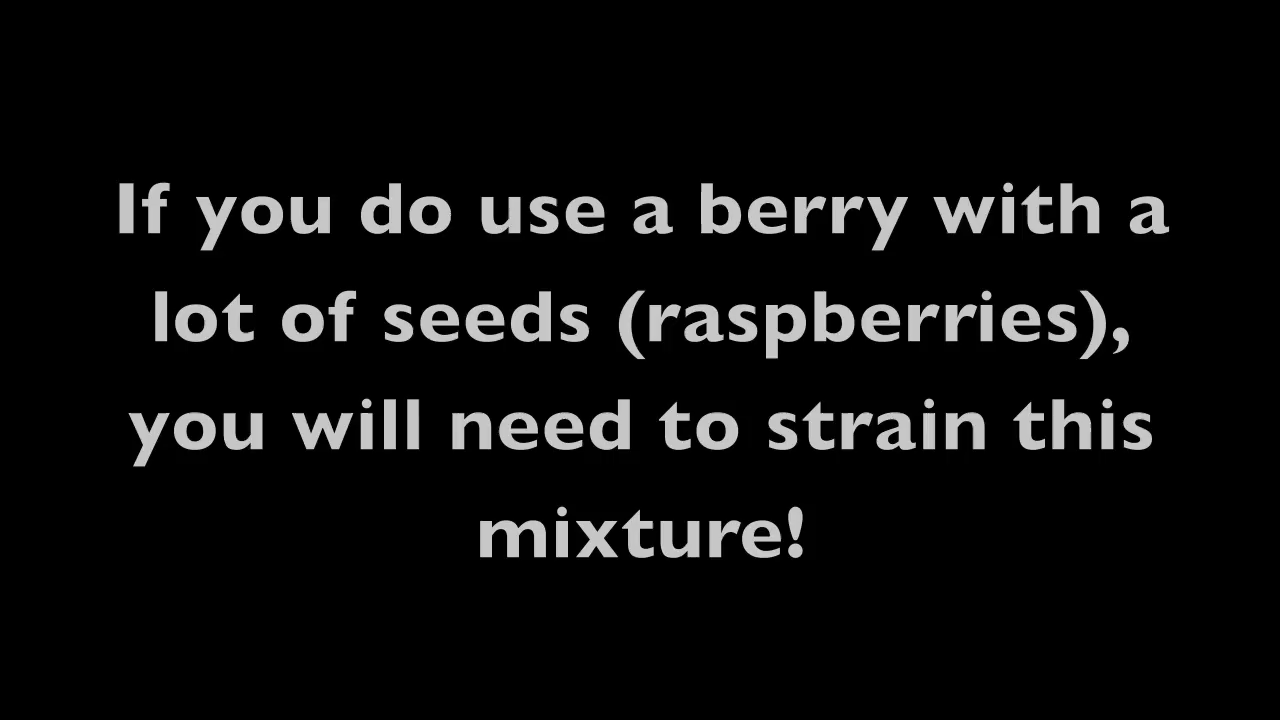 If you do use a berry with a
lot of seeds (raspberries),
you will need to strain this
mixture!